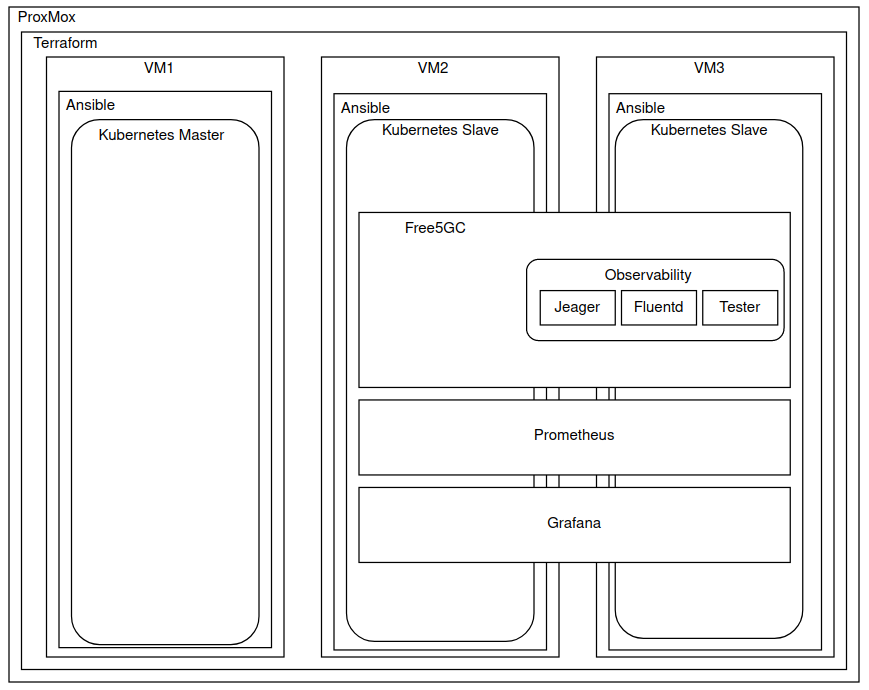 ProxMox
Terraform
VM1
VM2
VM3
Ansible
Ansible
Ansible
Kubernetes Master
Kubernetes Slave
Kubernetes Slave
Free5GC
Observability
Jeager
Fluentd
Tester
Prometheus
Grafana